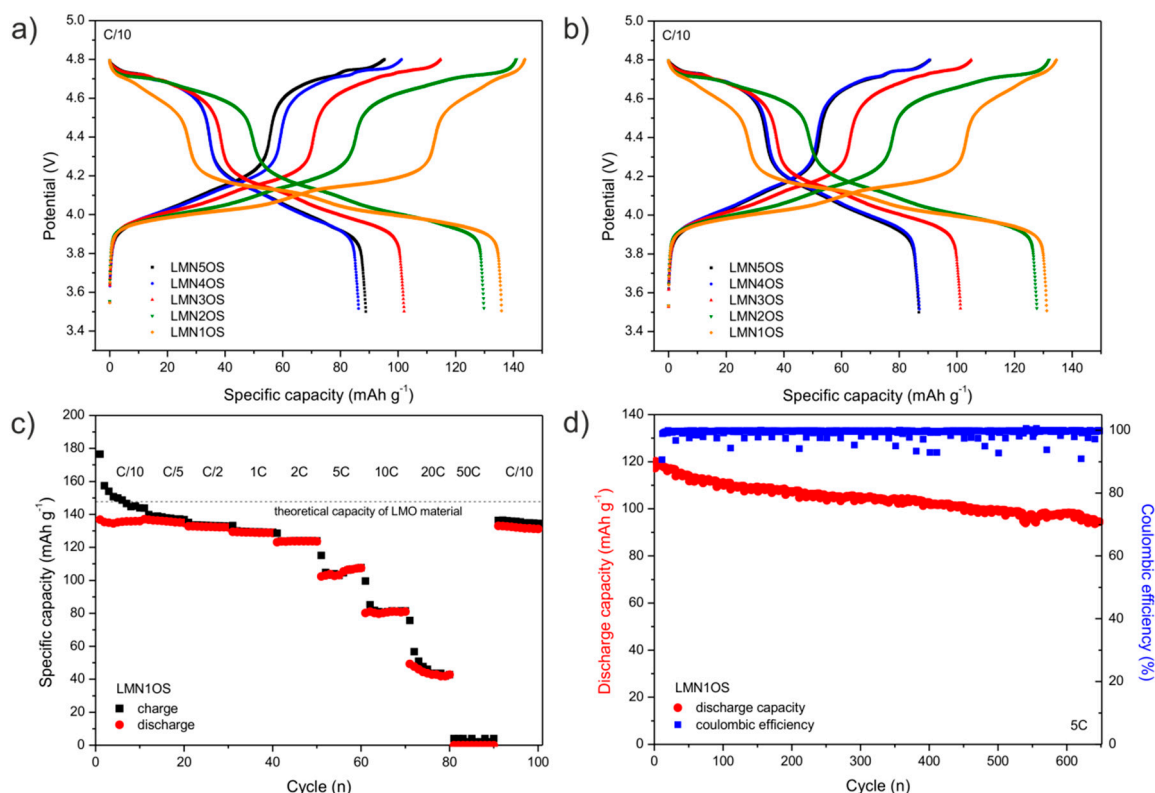 a)
C/10
Potential (V)
5.0
4.8
4.6
4.4
4.2
4.0
3.8
3.6
3.4
LMN5OS
LMN4OS
LMN3OS
LMN2OS
LMN1OS
0 20 40 60 80 100 120 140
Specific capacity (mAh g⁻¹)
b)
C/10
Potential (V)
5.0
4.8
4.6
4.4
4.2
4.0
3.8
3.6
3.4
LMN5OS
LMN4OS
LMN3OS
LMN2OS
LMN1OS
0 20 40 60 80 100 120 140
Specific capacity (mAh g⁻¹)
c)
Specific capacity (mAh g⁻¹)
200
180
160
140
120
100
80
60
40
20
0
C/10 C/5 C/2 1C 2C 5C 10C 20C 50C C/10
theoretical capacity of LMO material
LMN1OS
charge
discharge
0 20 40 60 80 100
Cycle (n)
d)
Discharge capacity (mAh g⁻¹)
140
120
100
80
60
40
20
0
LMN1OS
discharge capacity
coulombic efficiency
5C
100
80
60
40
20
0
Coulombic efficiency (%)
0 100 200 300 400 500 600
Cycle (n)